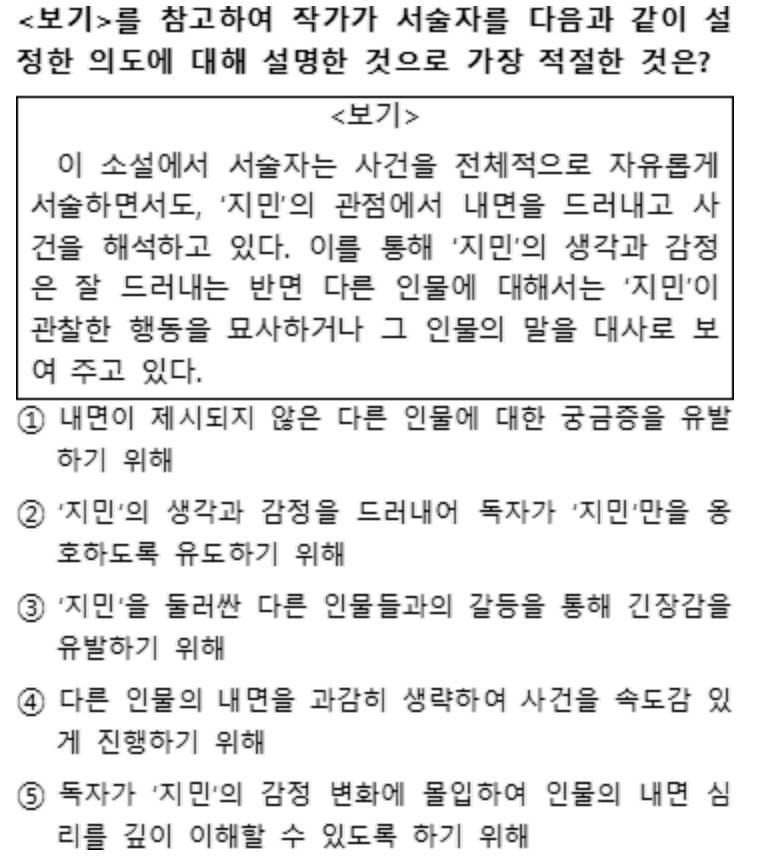 <보기>를 참고하여 작가가 서술자를 다음과 같이 설
정한 의도에 대해 설명한 것으로 가장 적절한 것은?
<보기>
이 소설에서 서술자는 사건을 전체적으로 자유롭게
서술하면서도, '지민'의 관점에서 내면을 드러내고 사
건을 해석하고 있다. 이를 통해 '지민'의 생각과 감정
은 잘 드러내는 반면 다른 인물에 대해서는 '지민'이
관찰한 행동을 묘사하거나 그 인물의 말을 대사로 보
여 주고 있다.
① 내면이 제시되지 않은 다른 인물에 대한 궁금증을 유발
하기 위해
② '지민'의 생각과 감정을 드러내어 독자가 '지민'만을 옹
호하도록 유도하기 위해
③ '지민'을 둘러싼 다른 인물들과의 갈등을 통해 긴장감을
유발하기 위해
④ 다른 인물의 내면을 과감히 생략하여 사건을 속도감 있
게 진행하기 위해
⑤ 독자가 '지민'의 감정 변화에 몰입하여 인물의 내면 심
리를 깊이 이해할 수 있도록 하기 위해